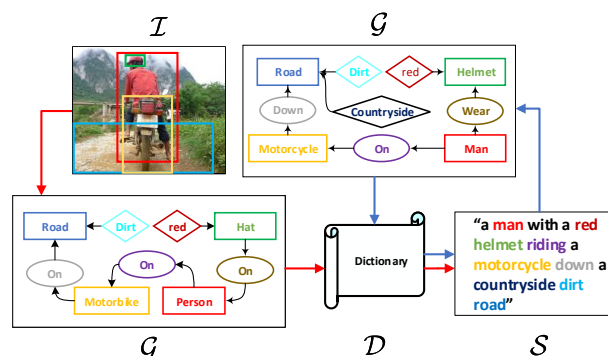 I
G
Road
Dirt
red
Helmet
Down
Countryside
Wear
Motorcycle
On
Man
Road
Dirt
red
Hat
On
On
On
Motorbike
Person
Dictionary
“a man with a red
helmet riding a
motorcycle down a
countryside dirt
road”
G
D
S